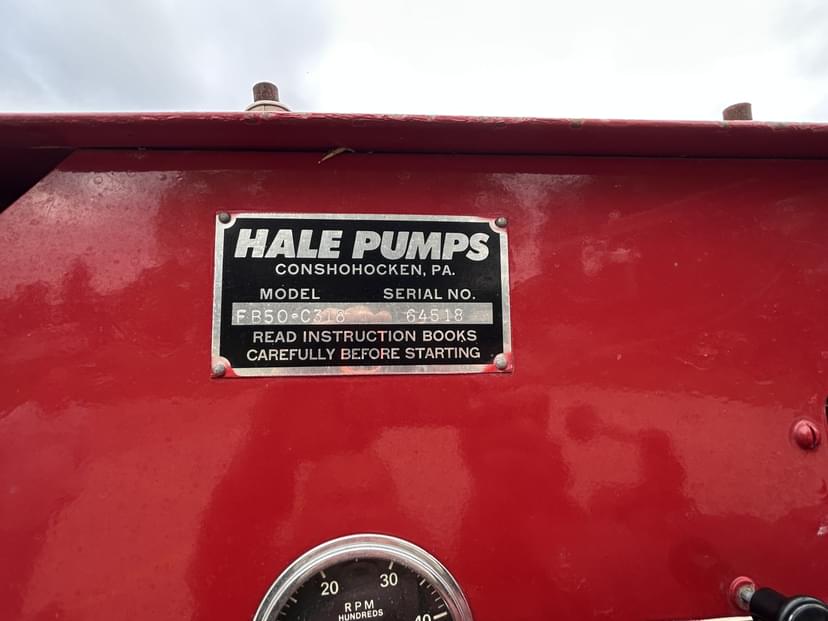 HALE PUMPS
CONSHOHOCKEN, PA.
MODEL SERIAL NO.
FB50-C318 64518
READ INSTRUCTION BOOKS
CAREFULLY BEFORE STARTING
20 30 40
RPM
HUNDREDS